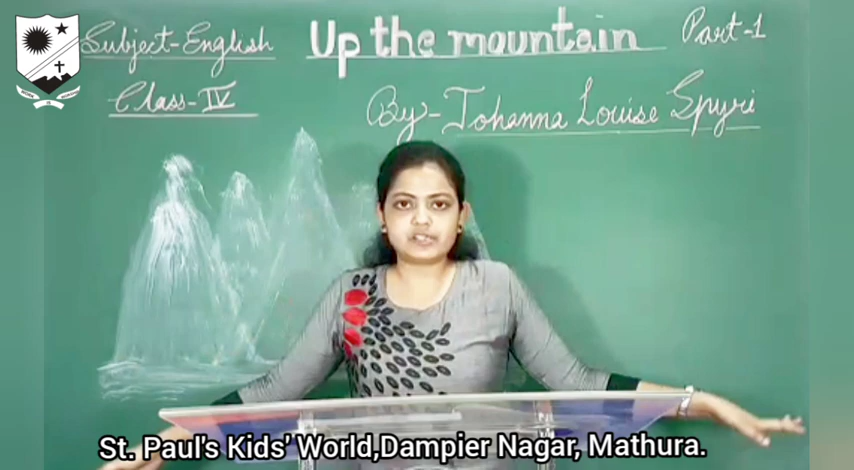 Subject-English
Up the mountain
Part-1
Class-IV
By-Johanna Louise Spyri
St. Paul's Kids' World,Dampier Nagar, Mathura.